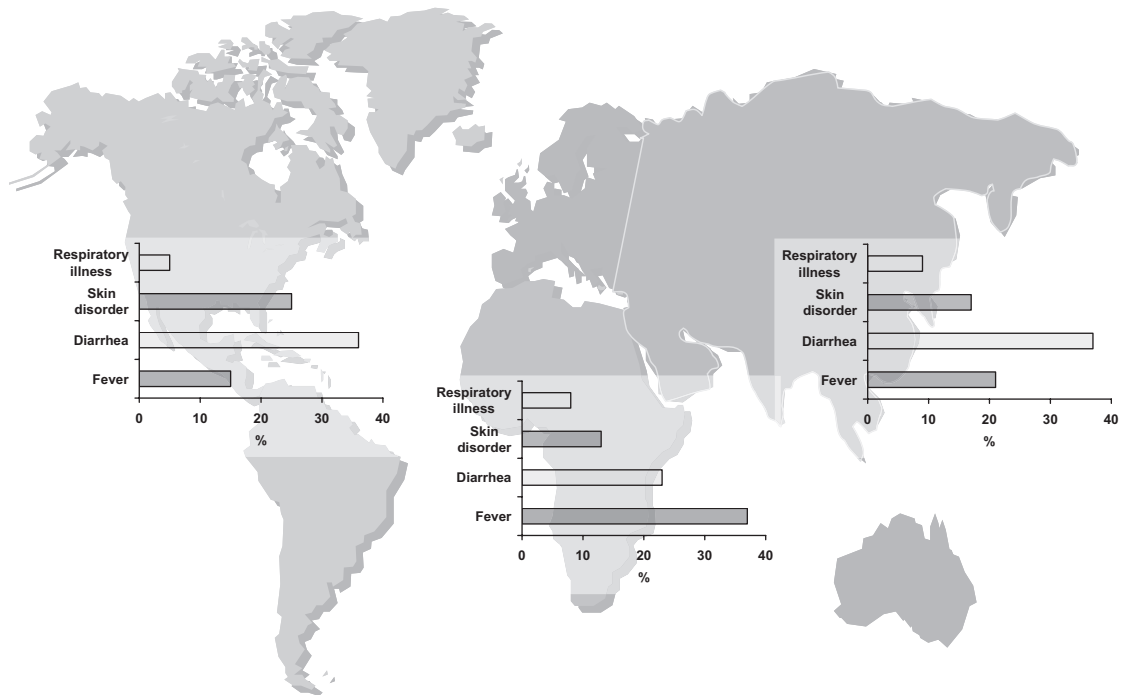 Respiratory
illness
Skin
disorder
Diarrhea
Fever
0 10 20 30 40
%
Respiratory
illness
Skin
disorder
Diarrhea
Fever
0 10 20 30 40
%
Respiratory
illness
Skin
disorder
Diarrhea
Fever
0 10 20 30 40
%